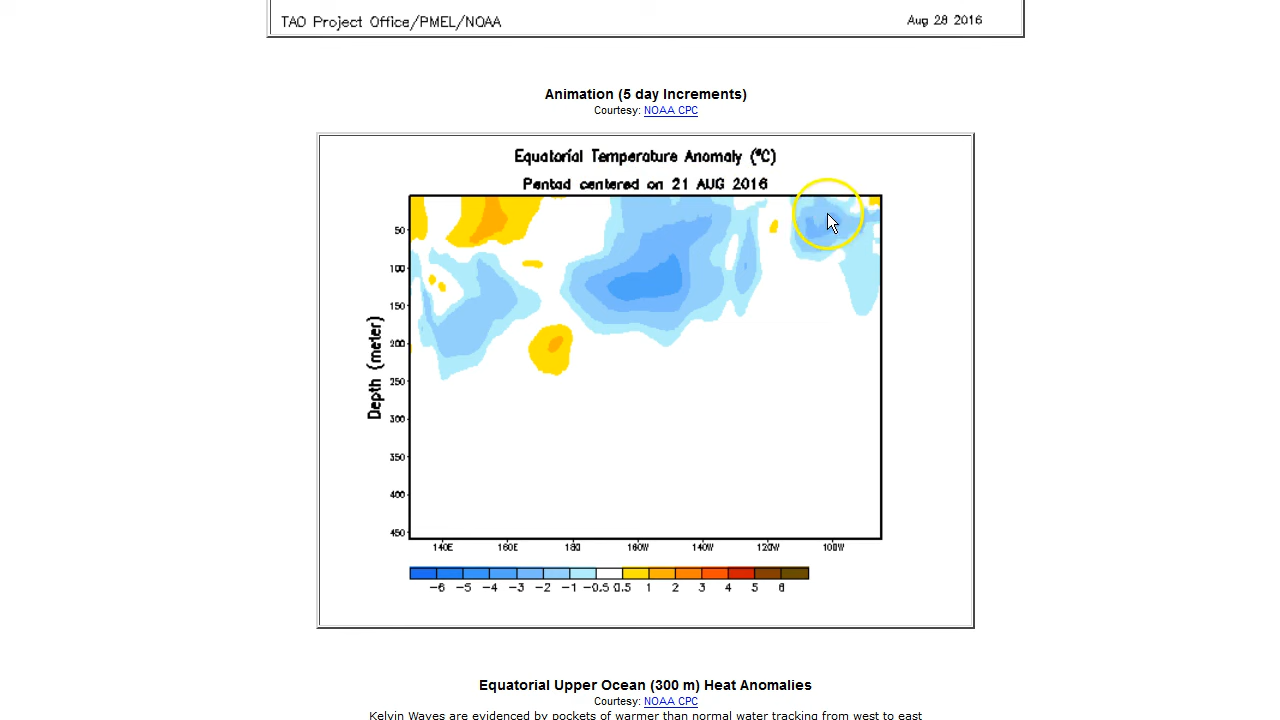 TAO Project Office/PMEL/NOAA
Aug 28 2016
Animation (5 day Increments)
Courtesy: NOAA CPC
Equatorial Temperature Anomaly (°C)
Pentad centered on 21 AUG 2016
Depth (meter)
50
100
150
200
250
300
350
400
450
140E 160E 180 160W 140W 120W 100W
-6 -5 -4 -3 -2 -1 -0.5 0.5 1 2 3 4 5 6
Equatorial Upper Ocean (300 m) Heat Anomalies
Courtesy: NOAA CPC
Kelvin Waves are evidenced by pockets of warmer than normal water tracking from west to east